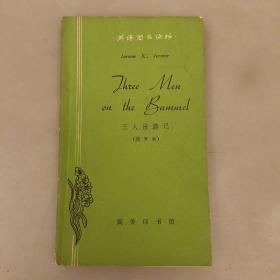 英语简易读物
Jerome K. Jerome
Three Men
on the Bummel
三人出游记
(简写本)
商务印书馆